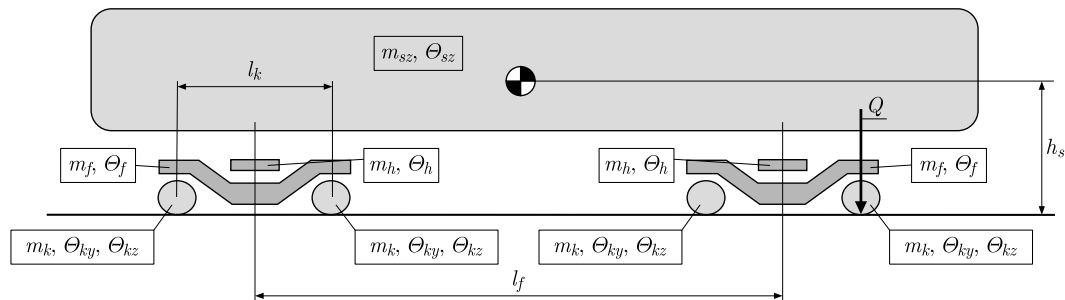 m_sz, Θ_sz
l_k
Q
h_s
m_f, Θ_f
m_h, Θ_h
m_h, Θ_h
m_f, Θ_f
m_k, Θ_ky, Θ_kz
m_k, Θ_ky, Θ_kz
m_k, Θ_ky, Θ_kz
m_k, Θ_ky, Θ_kz
l_f